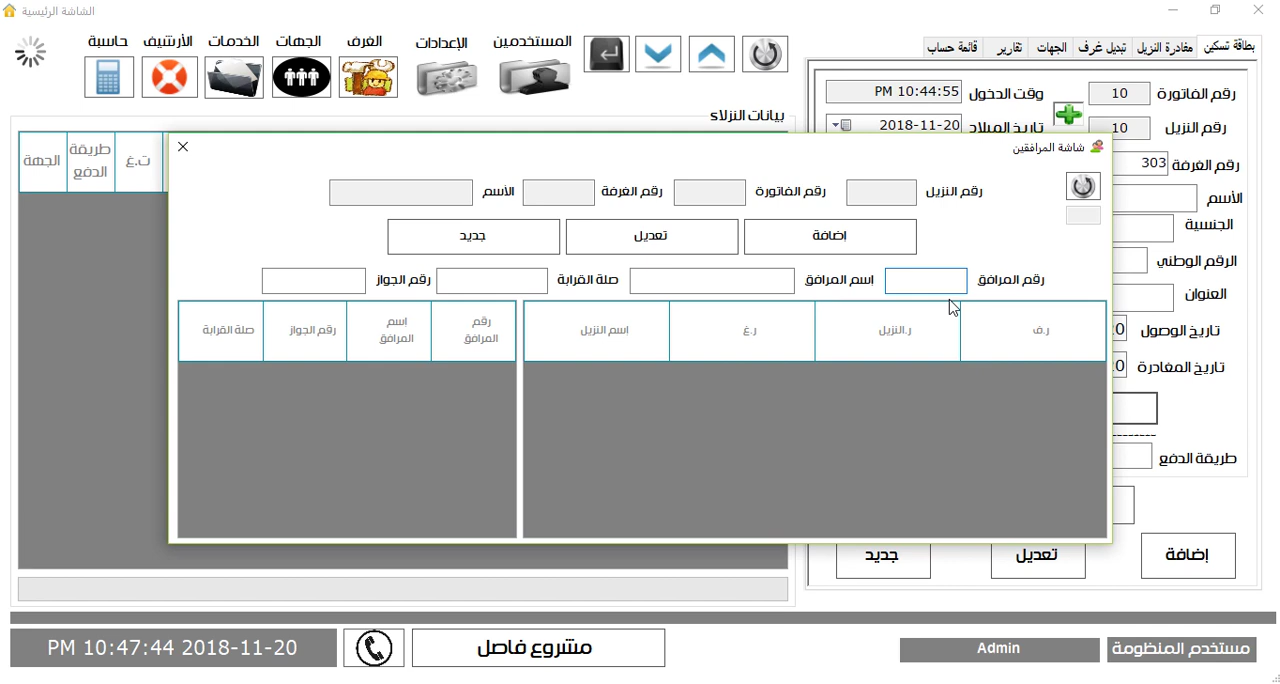 الشاشة الرئيسية
المستخدمين
الإعدادات
الغرف
الجهات
الخدمات
الأرشيف
حاسبة
بطاقة تسكين
مغادرة النزيل
تبديل غرف
الجهات
تقارير
قائمة حساب
رقم الفاتورة 10
وقت الدخول PM 10:44:55
رقم النزيل 10
تاريخ الميلاد 2018-11-20
رقم الغرفة 303
الأسم
الجنسية
الرقم الوطني
العنوان
تاريخ الوصول
تاريخ المغادرة
طريقة الدفع
إضافة
تعديل
جديد
بيانات النزلاء
ت.غ
طريقة الدفع
الجهة
شاشة المرافقين
رقم النزيل
رقم الفاتورة
رقم الغرفة
الأسم
إضافة
تعديل
جديد
رقم المرافق
إسم المرافق
صلة القرابة
رقم الجواز
ر.ف
ر.النزيل
ر.غ
اسم النزيل
رقم المرافق
إسم المرافق
رقم الجواز
صلة القرابة
مستخدم المنظومة
Admin
مشروع فاصل
PM 10:47:44 2018-11-20